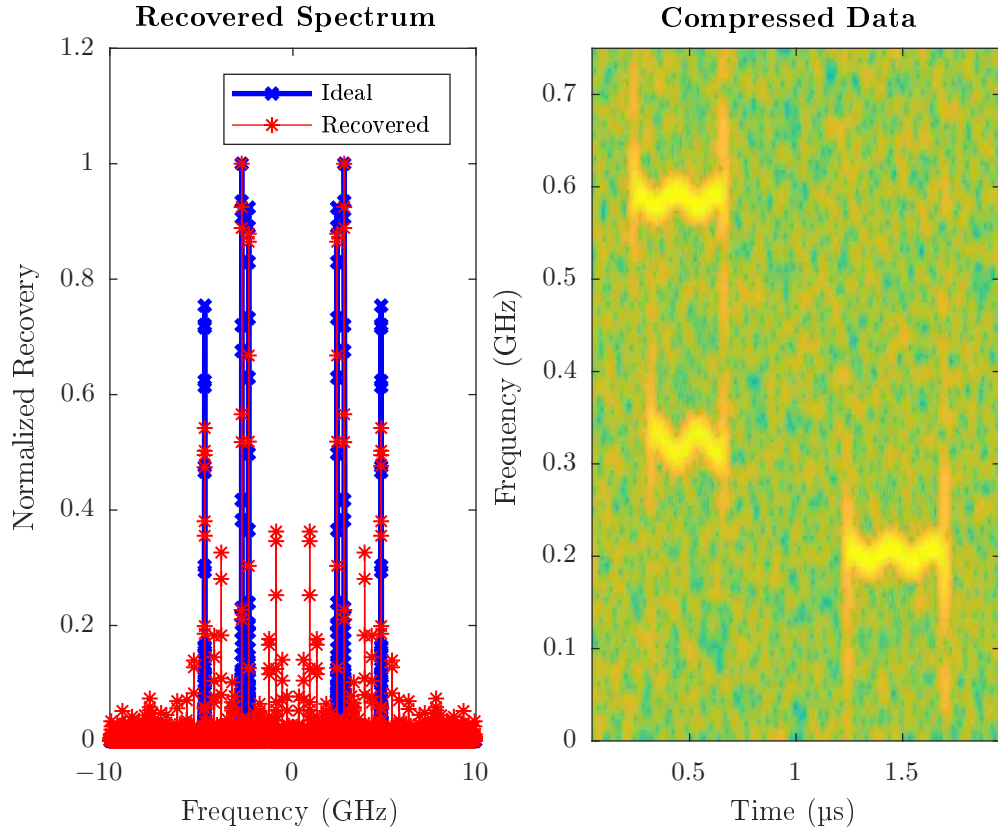 Recovered Spectrum
1.2
1
0.8
0.6
0.4
0.2
0
−10
0
10
Normalized Recovery
Frequency (GHz)
Ideal
Recovered
Compressed Data
0.7
0.6
0.5
0.4
0.3
0.2
0.1
0
0.5
1
1.5
Frequency (GHz)
Time (µs)